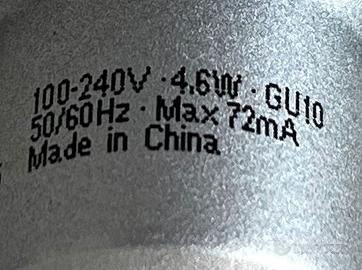 100-240V · 4.6W · GU10
50/60Hz · Max 72mA
Made in China